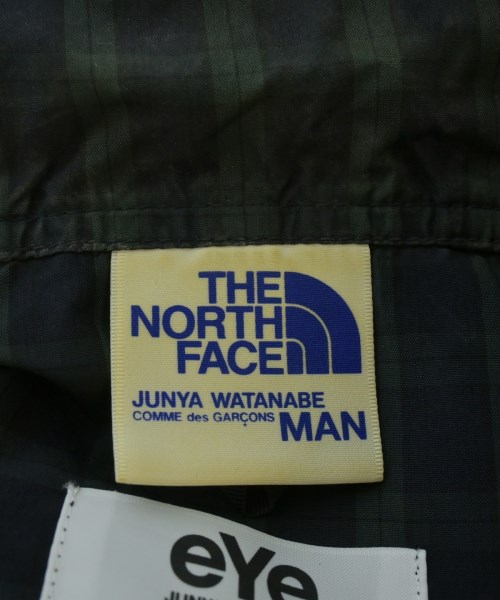 THE
NORTH
FACE
JUNYA WATANABE
COMME des GARÇONS MAN
eYe